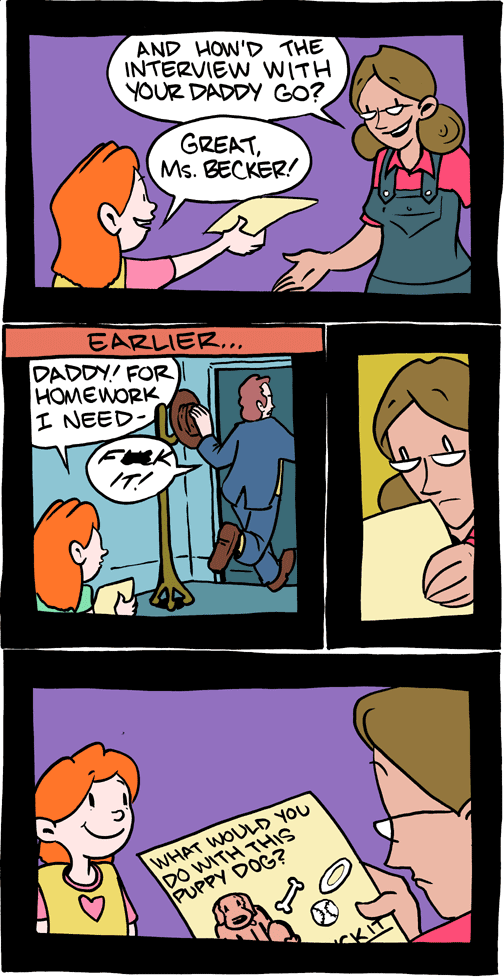 AND HOW'D THE
INTERVIEW WITH
YOUR DADDY GO?
GREAT,
Ms. BECKER!
EARLIER...
DADDY! FOR
HOMEWORK
I NEED-
IT!
WHAT WOULD YOU
DO WITH THIS
PUPPY DOG?
CK IT